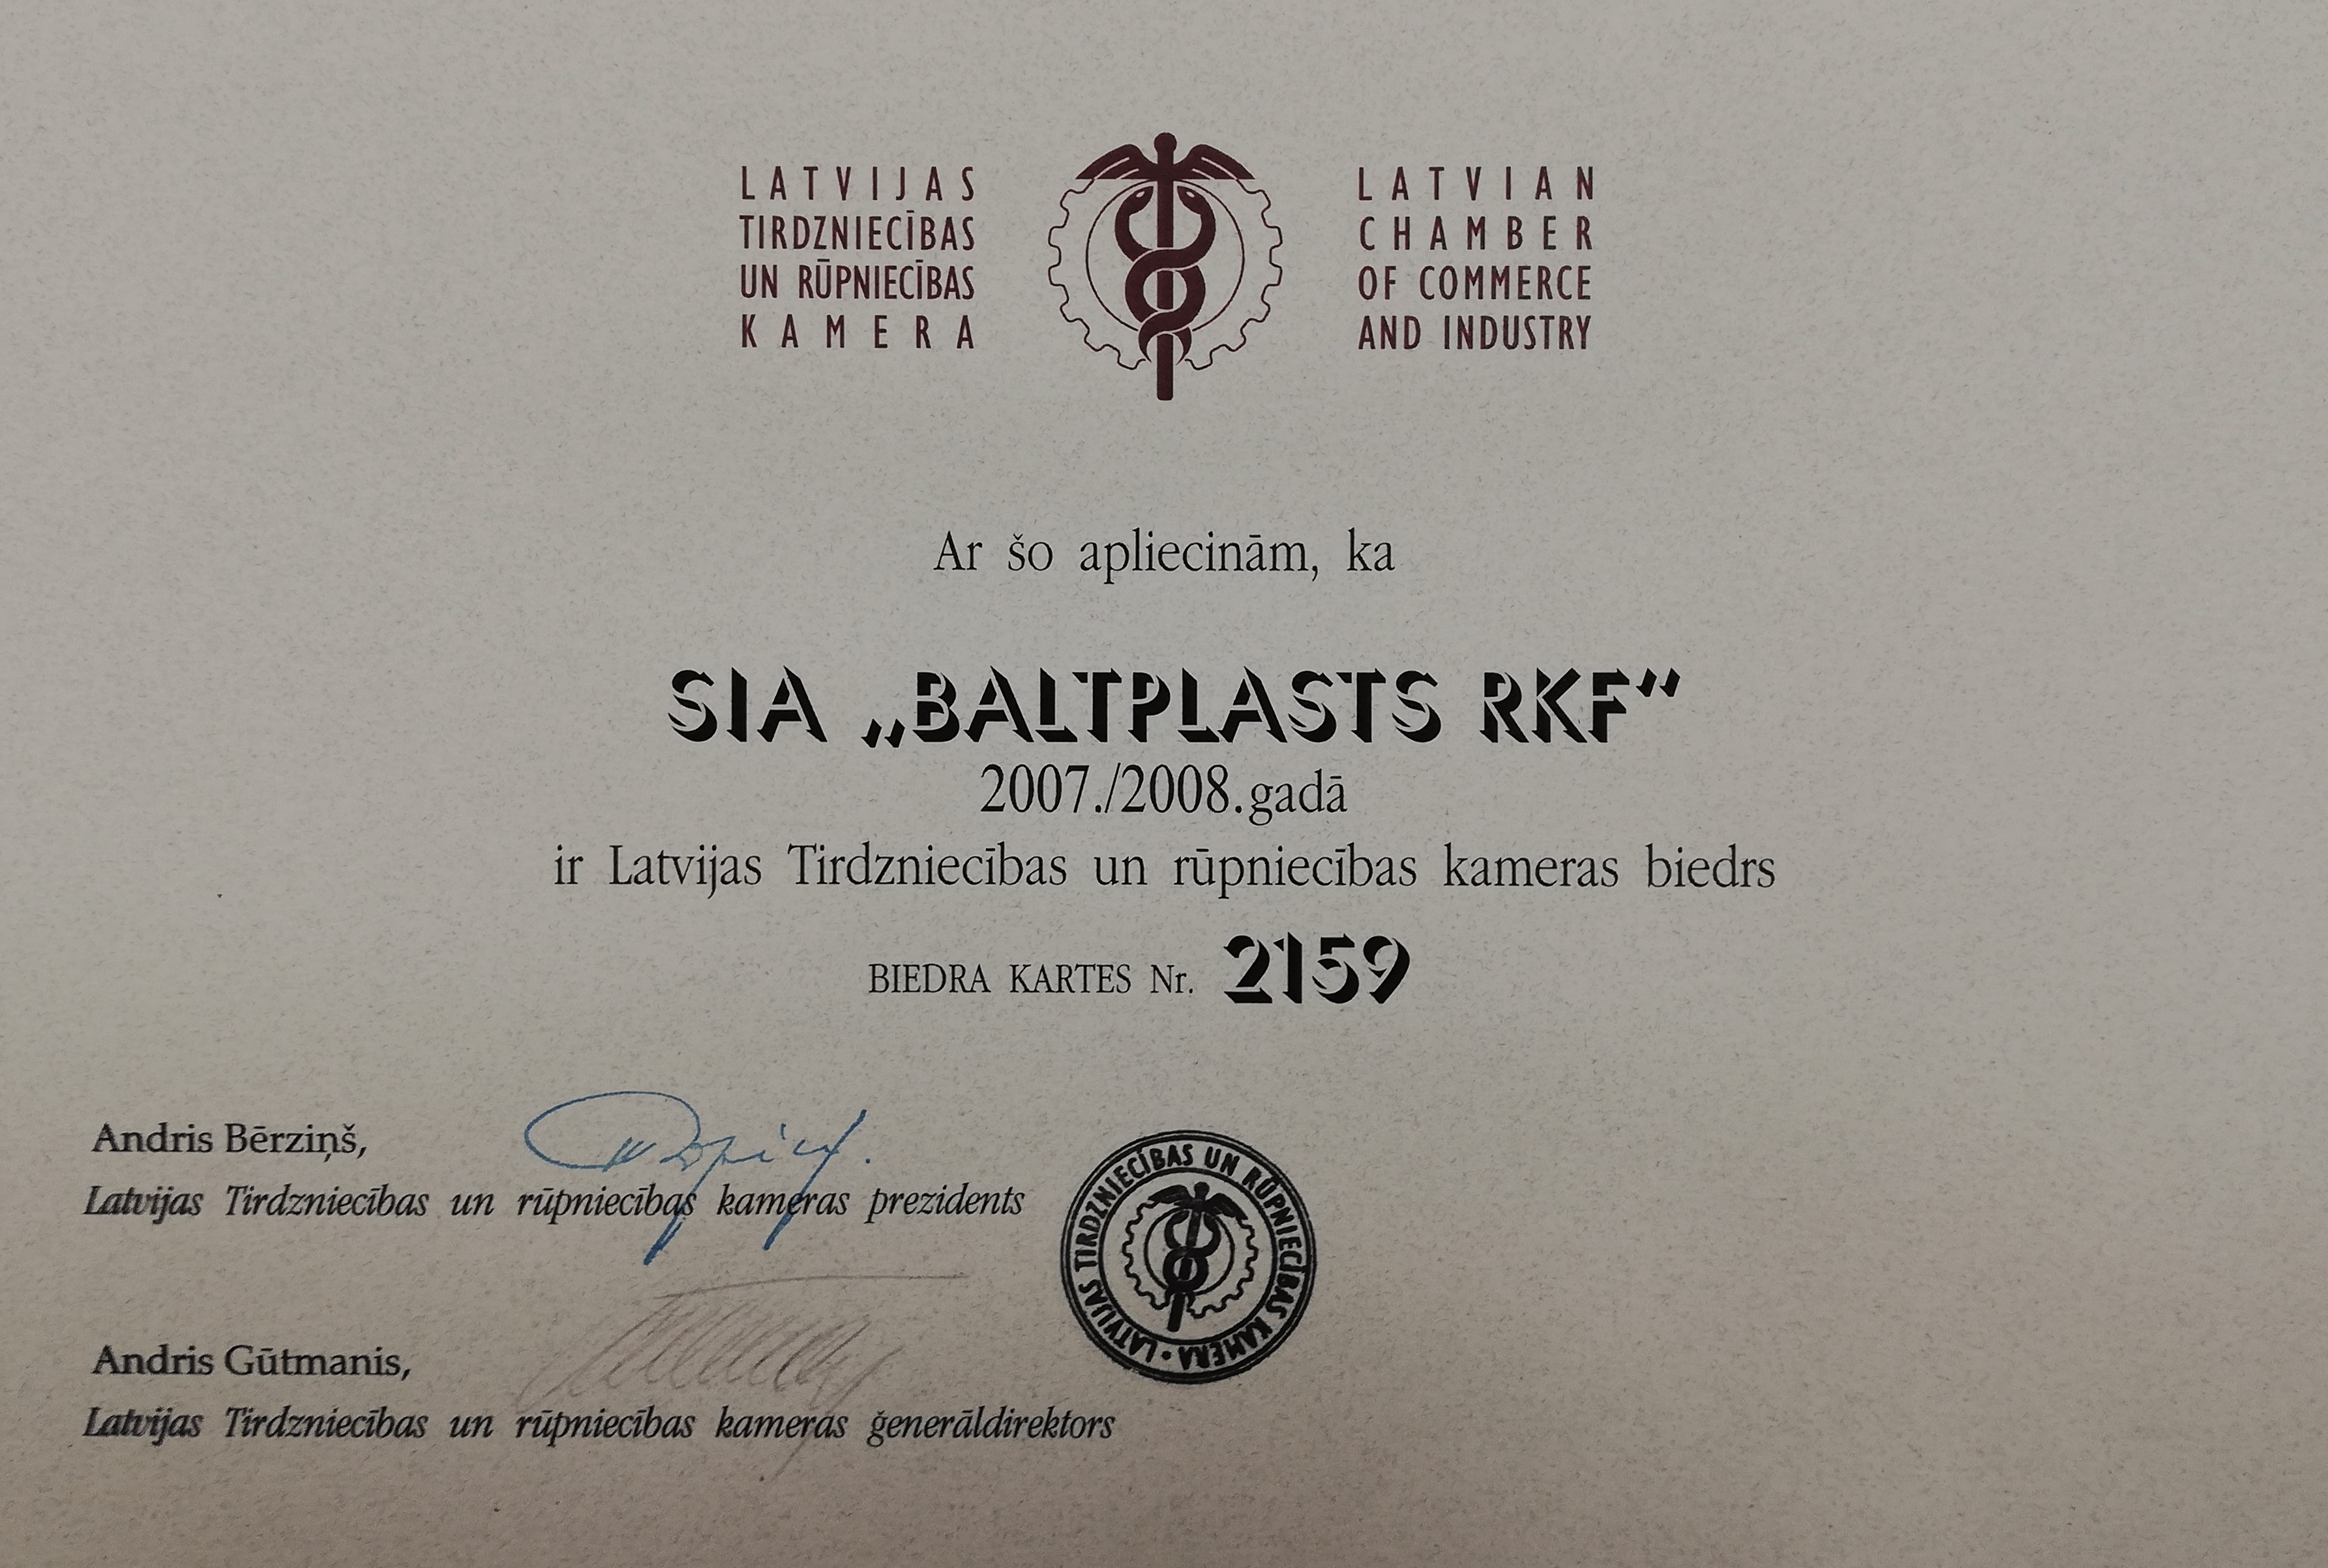 LATVIJAS
TIRDZNIECĪBAS
UN RŪPNIECĪBAS
KAMERA
LATVIAN
CHAMBER
OF COMMERCE
AND INDUSTRY
Ar šo apliecinām, ka
SIA „BALTPLASTS RKF“
2007./2008.gadā
ir Latvijas Tirdzniecības un rūpniecības kameras biedrs
BIEDRA KARTES Nr. 2159
Andris Bērziņš,
Latvijas Tirdzniecības un rūpniecības kameras prezidents
LATVIJAS TIRDZNIECĪBAS UN RŪPNIECĪBAS KAMERA •
Andris Gūtmanis,
Latvijas Tirdzniecības un rūpniecības kameras ģenerāldirektors